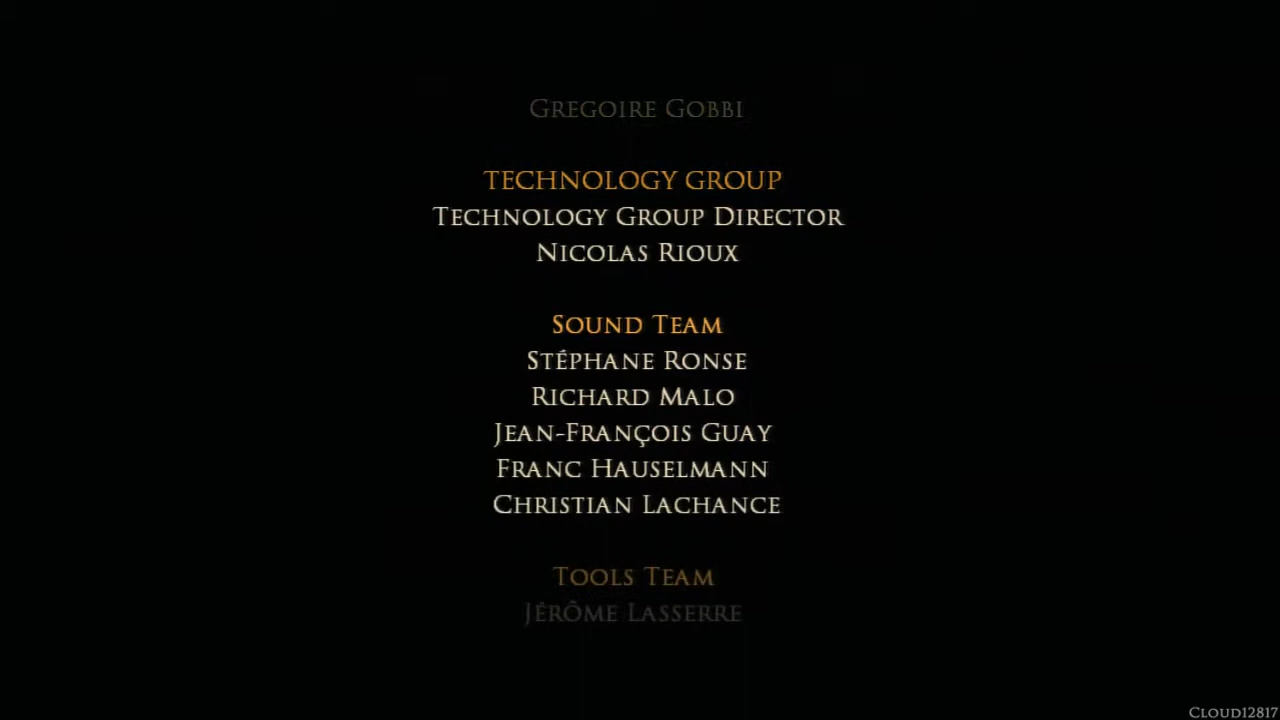 Gregoire Gobbi
TECHNOLOGY GROUP
Technology Group Director
Nicolas Rioux
Sound Team
Stéphane Ronse
Richard Malo
Jean-François Guay
Franc Hauselmann
Christian Lachance
Tools Team
Jérôme Lasserre
Cloud12817